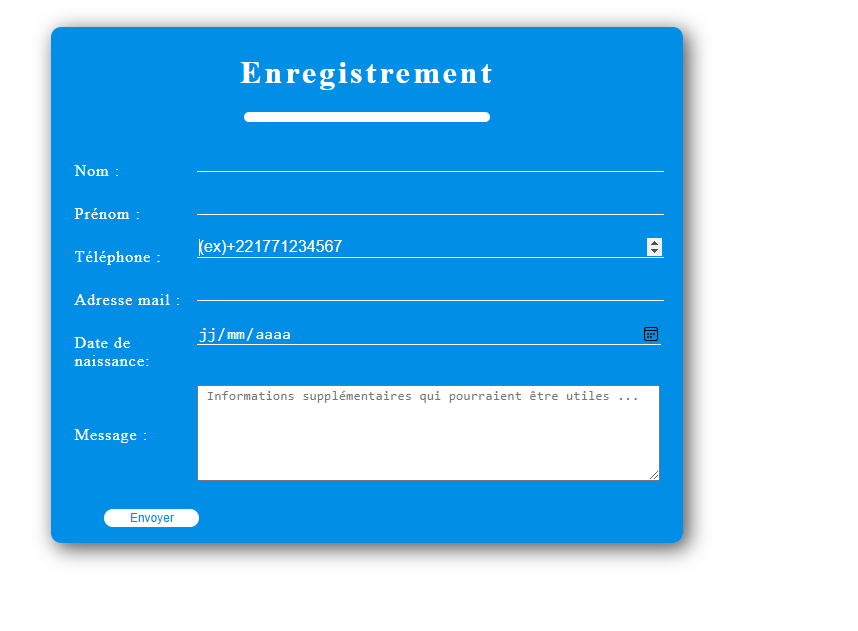 Enregistrement
Nom :
Prénom :
Téléphone : (ex)+221771234567
Adresse mail :
Date de naissance: jj/mm/aaaa
Message : Informations supplémentaires qui pourraient être utiles ...
Envoyer